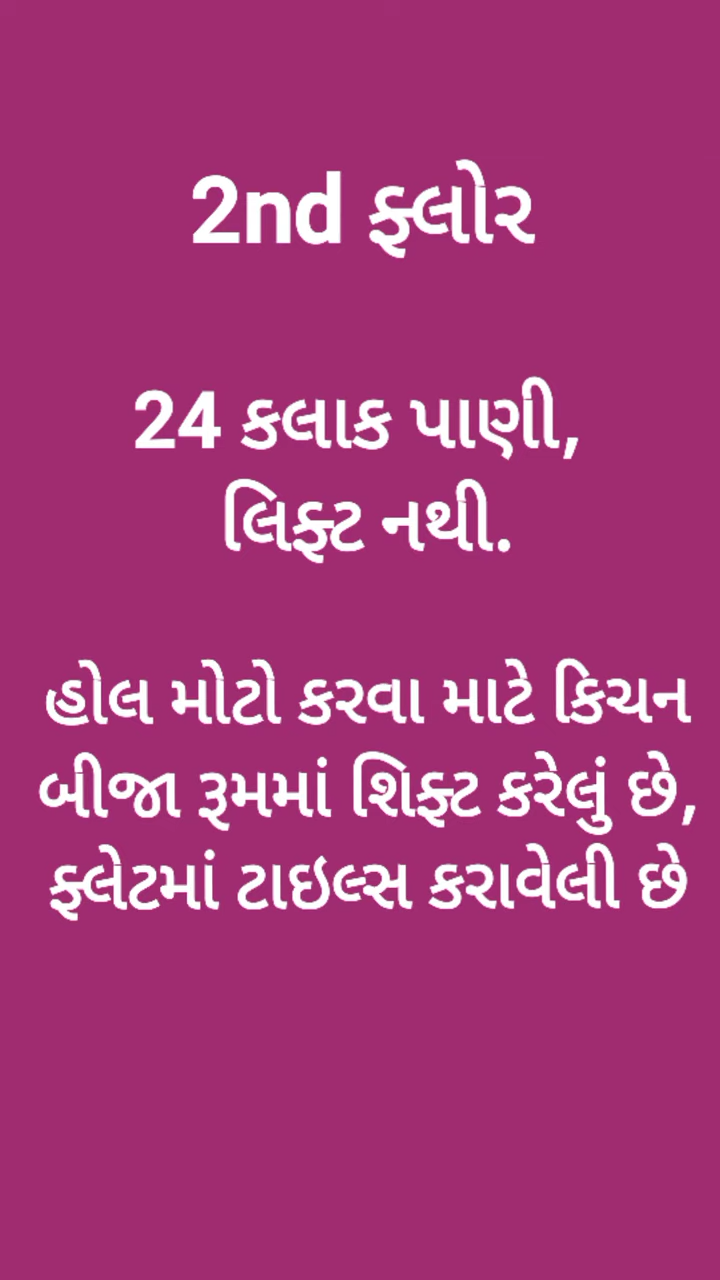 2nd ફ્લોર
24 કલાક પાણી,
લિફ્ટ નથી.
હોલ મોટો કરવા માટે કિચન
બીજા રૂમમાં શિફ્ટ કરેલું છે,
ફ્લેટમાં ટાઇલ્સ કરાવેલી છે